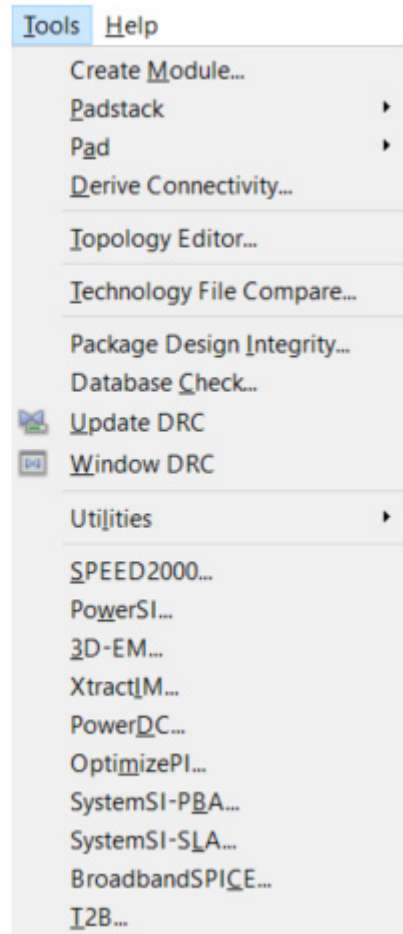 Tools Help
Create Module...
Padstack
Pad
Derive Connectivity...
Topology Editor...
Technology File Compare...
Package Design Integrity...
Database Check...
Update DRC
Window DRC
Utilities
SPEED2000...
PowerSI...
3D-EM...
XtractIM...
PowerDC...
OptimizePI...
SystemSI-PBA...
SystemSI-SLA...
BroadbandSPICE...
T2B...